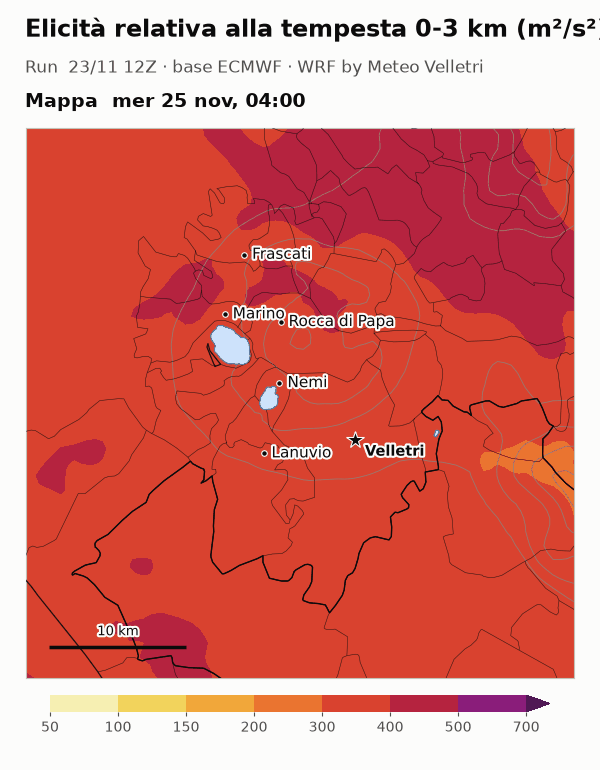 Elicità relativa alla tempesta 0-3 km (m²/s²)
Run 23/11 12Z · base ECMWF · WRF by Meteo Velletri
Mappa mer 25 nov, 04:00
Frascati
Marino
Rocca di Papa
Nemi
Velletri
Lanuvio
10 km
50 100 150 200 300 400 500 700